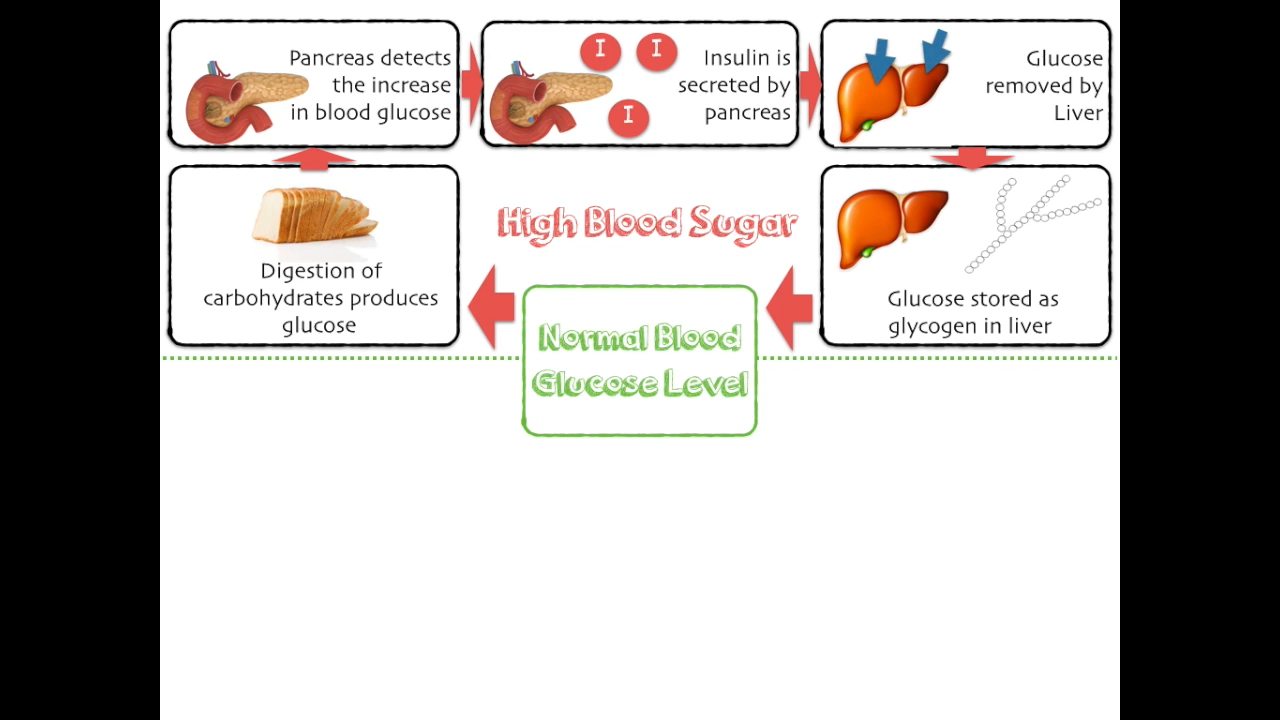 Pancreas detects
the increase
in blood glucose
I I
I
Insulin is
secreted by
pancreas
Glucose
removed by
Liver
Digestion of
carbohydrates produces
glucose
High Blood Sugar
Glucose stored as
glycogen in liver
Normal Blood
Glucose Level